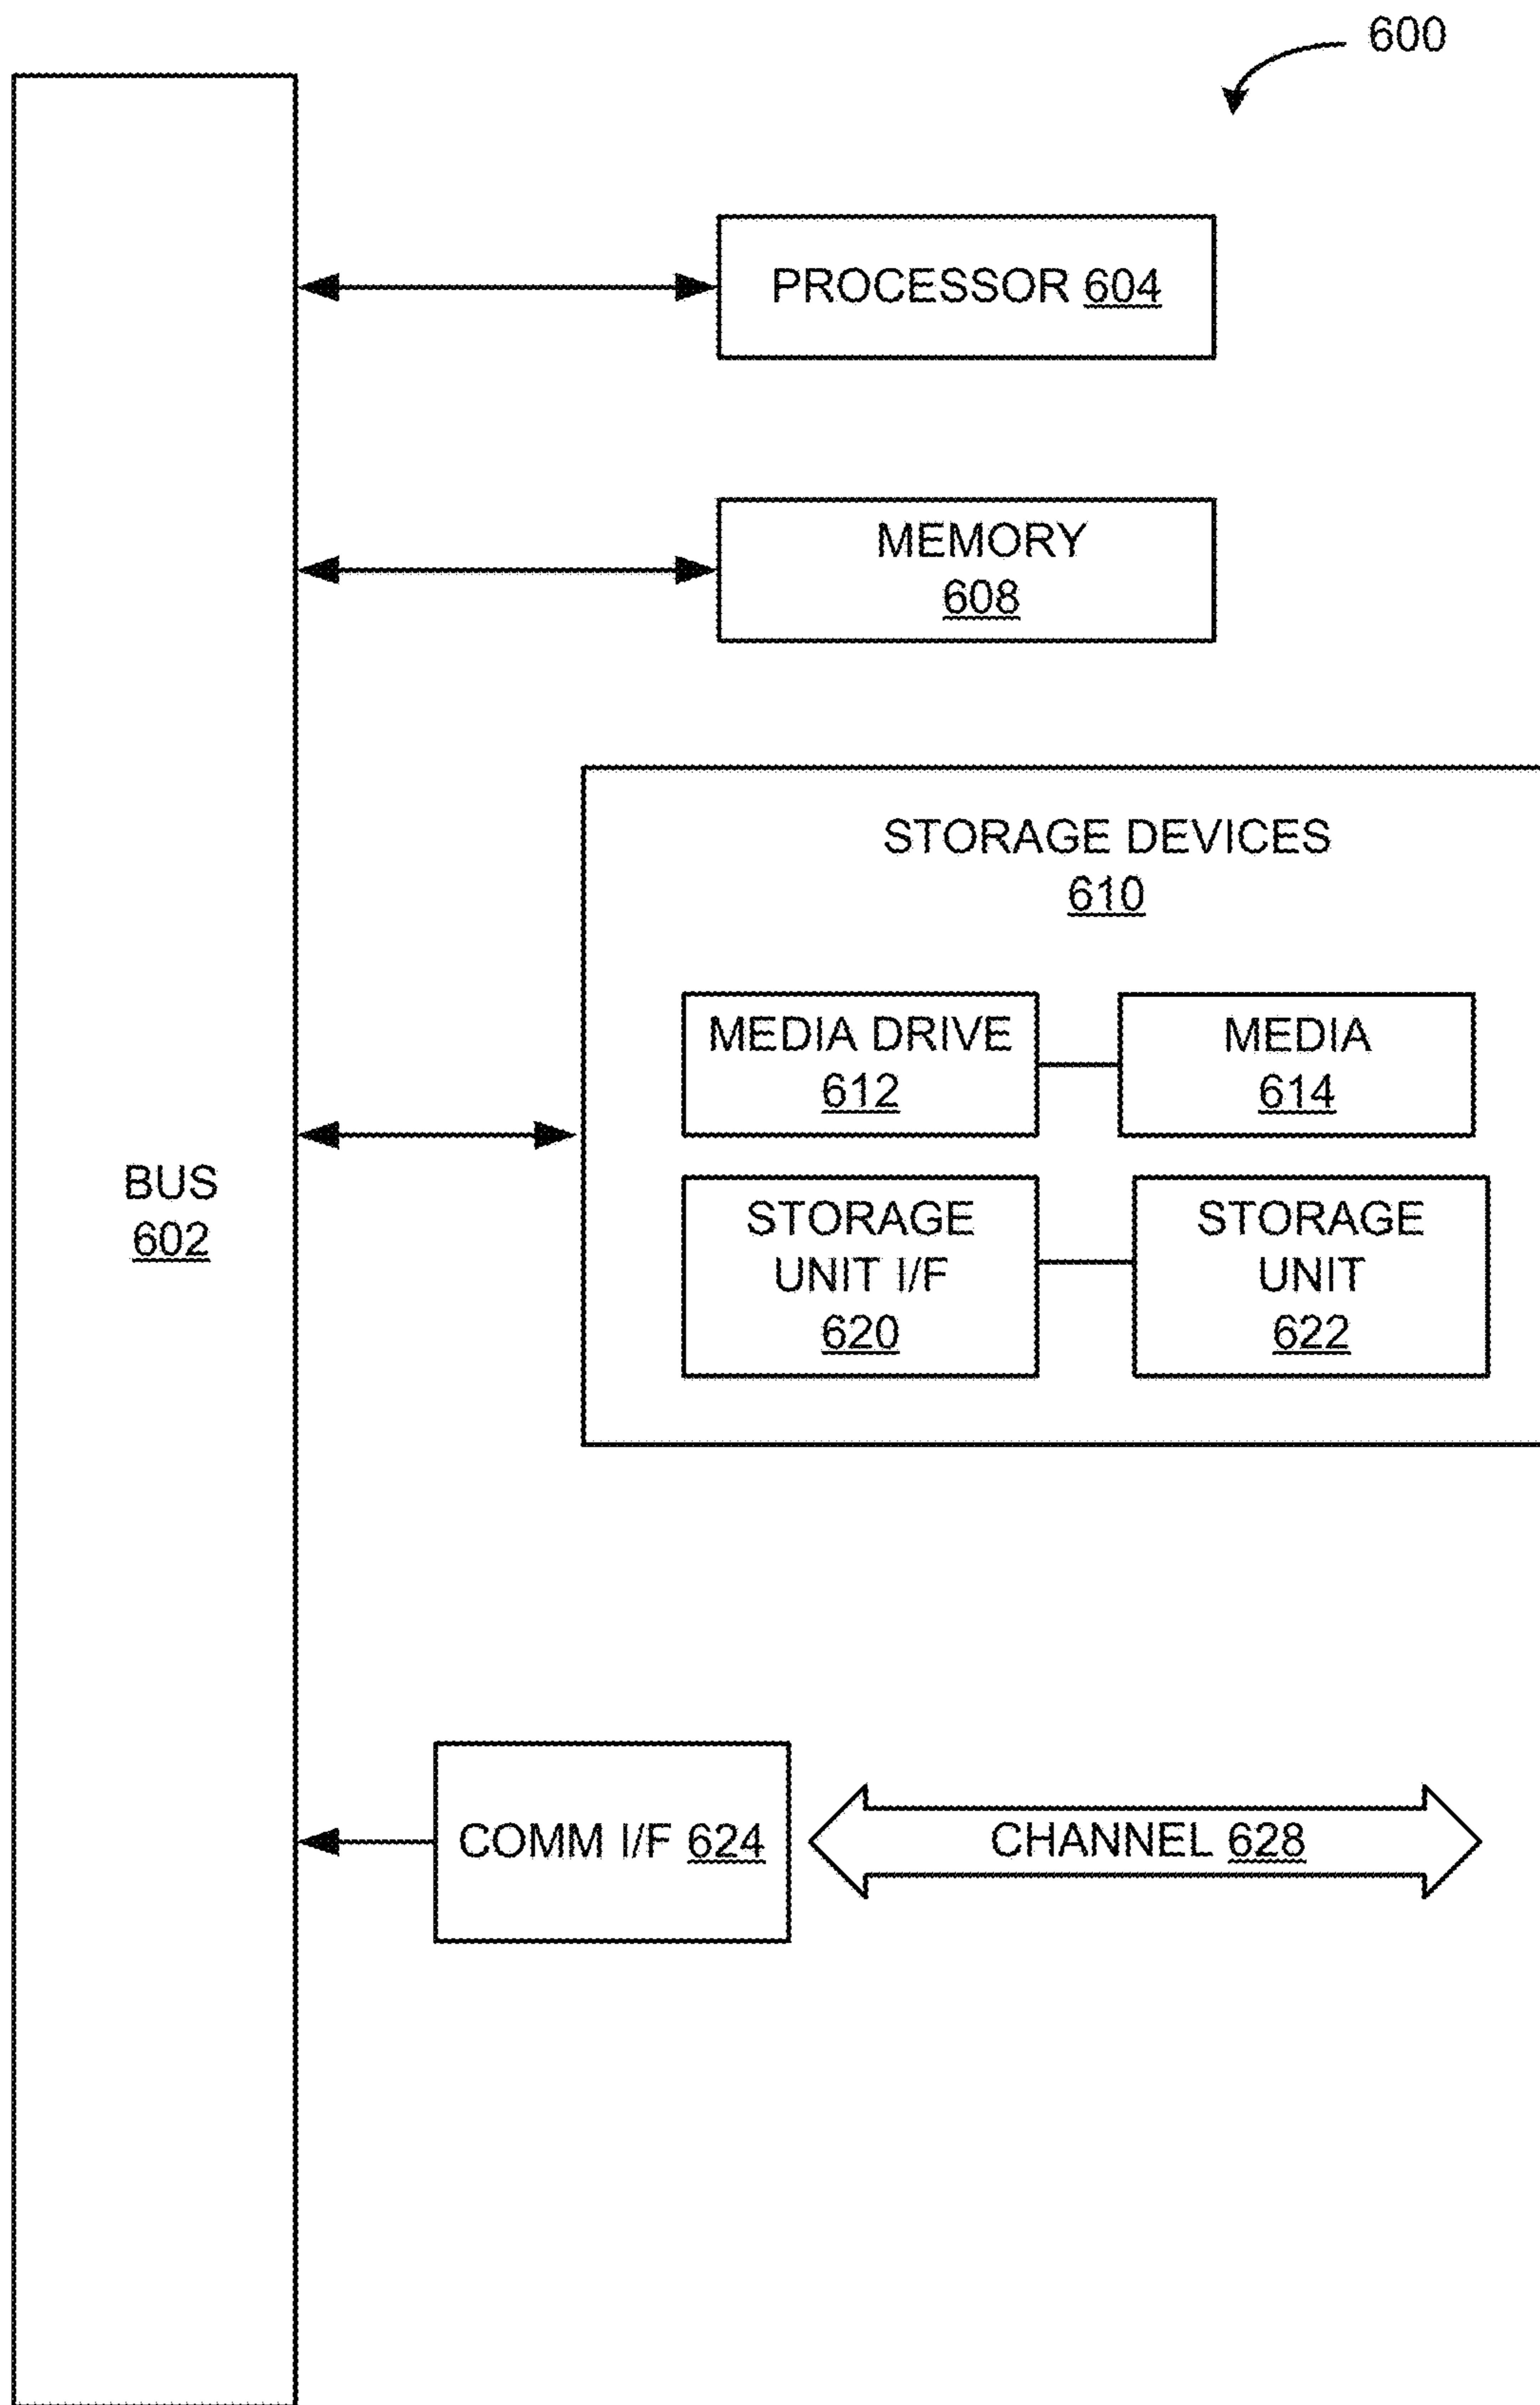 600
PROCESSOR 604
MEMORY
608
STORAGE DEVICES
610
MEDIA DRIVE
612
MEDIA
614
BUS
602
STORAGE
UNIT I/F
620
STORAGE
UNIT
622
COMM I/F 624
CHANNEL 628